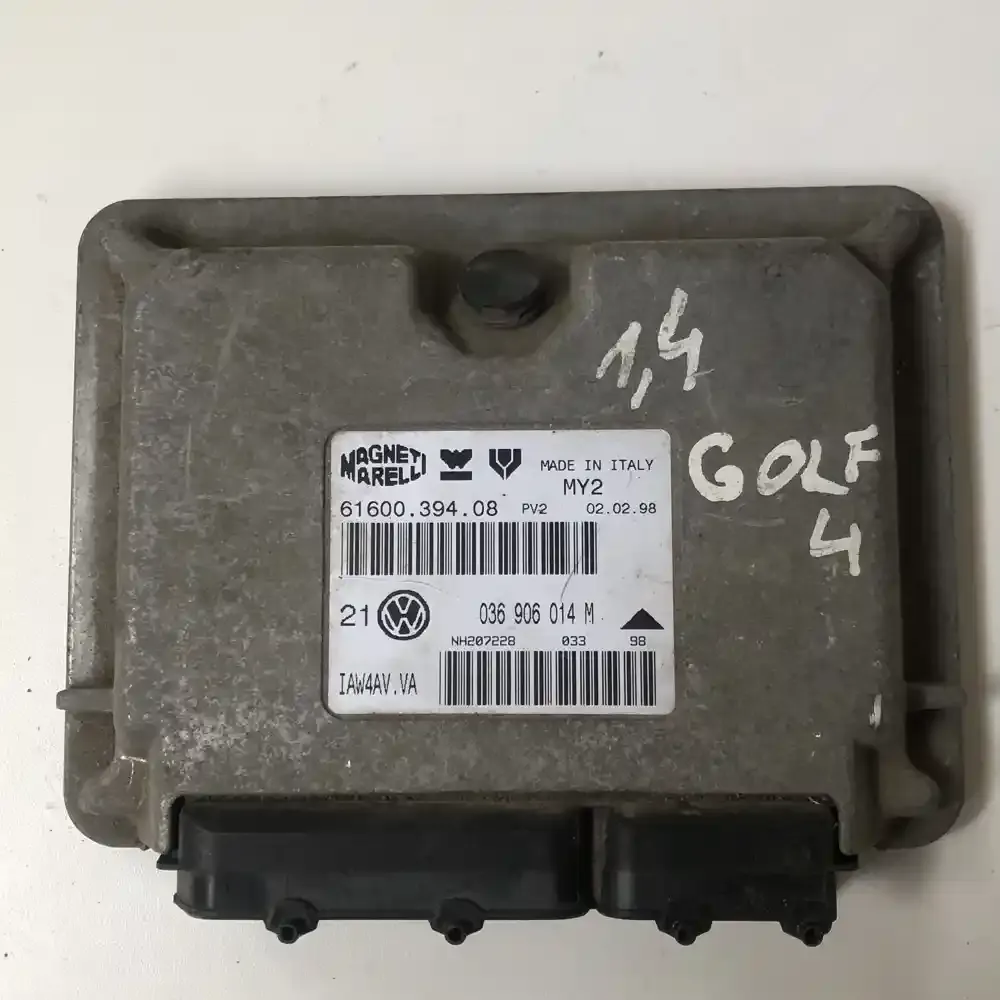 1,4
GOLF
4
MAGNETI MARELLI MADE IN ITALY
MY2
61600.394.08 PV2 02.02.98
21 VW 036 906 014 M
NH207228 033 98
IAW4AV.VA